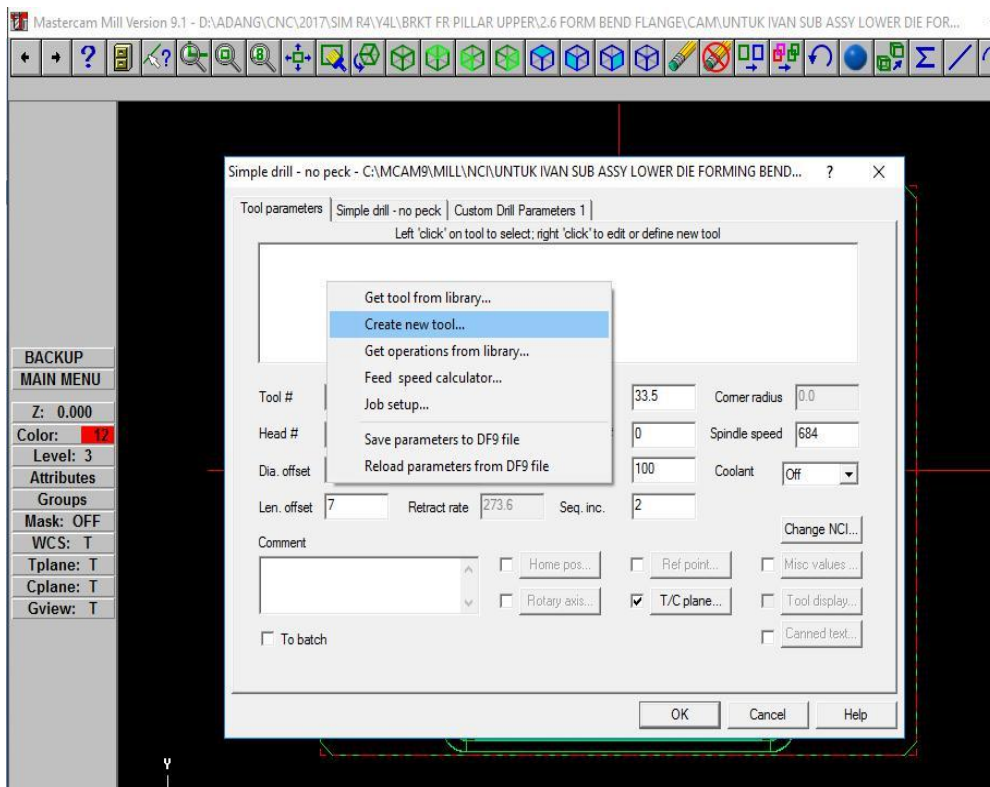 Mastercam Mill Version 9.1 - D:\ADANG\CNC\2017\SIM R4\Y4L\BRKT FR PILLAR UPPER\2.6 FORM BEND FLANGE\CAM\UNTUK IVAN SUB ASSY LOWER DIE FOR...
BACKUP
MAIN MENU
Z: 0.000
Color: 12
Level: 3
Attributes
Groups
Mask: OFF
WCS: T
Tplane: T
Cplane: T
Gview: T
Simple drill - no peck - C:\MCAM9\MILL\NCI\UNTUK IVAN SUB ASSY LOWER DIE FORMING BEND... ? X
Tool parameters Simple drill - no peck Custom Drill Parameters 1
Left 'click' on tool to select; right 'click' to edit or define new tool
Get tool from library...
Create new tool...
Get operations from library...
Feed speed calculator...
Job setup...
Save parameters to DF9 file
Reload parameters from DF9 file
Tool # 33.5 Corner radius 0.0
Head # 0 Spindle speed 684
Dia. offset 100 Coolant Off
Len. offset 7 Retract rate 273.6 Seq. inc. 2
Change NCI...
Comment
Home pos... Ref point... Misc values ...
Rotary axis... T/C plane... Tool display...
To batch Canned text...
OK Cancel Help
Y